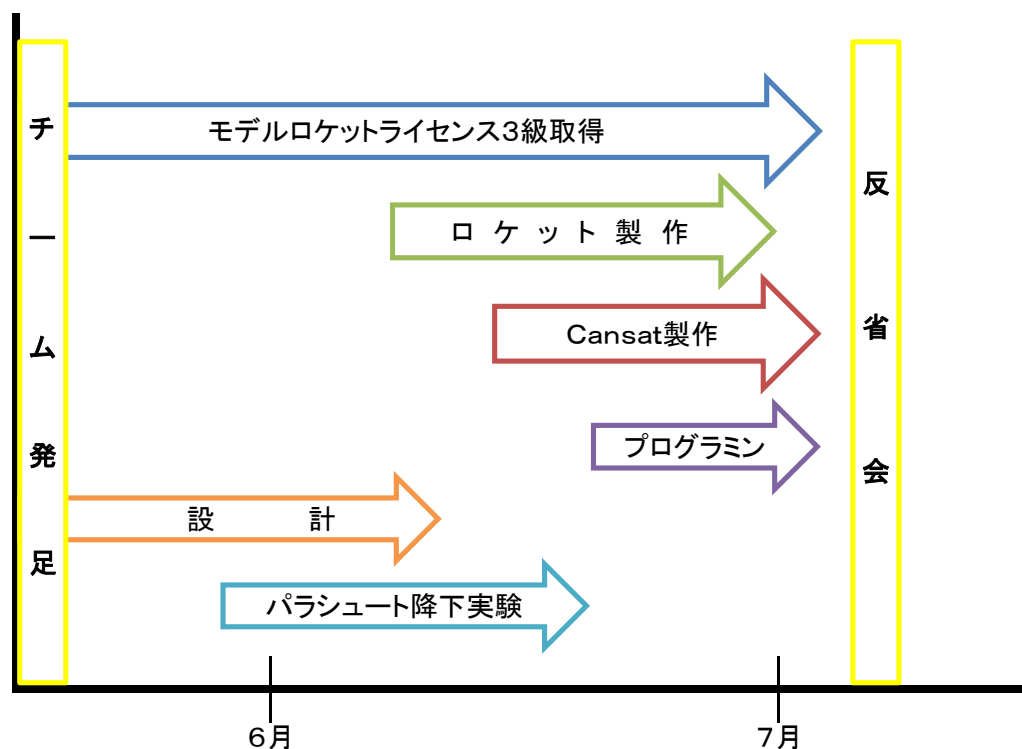 チーム発足
モデルロケットライセンス３級取得
ロケット製作
Cansat製作
プログラミン
設計
パラシュート降下実験
反省会
６月
７月